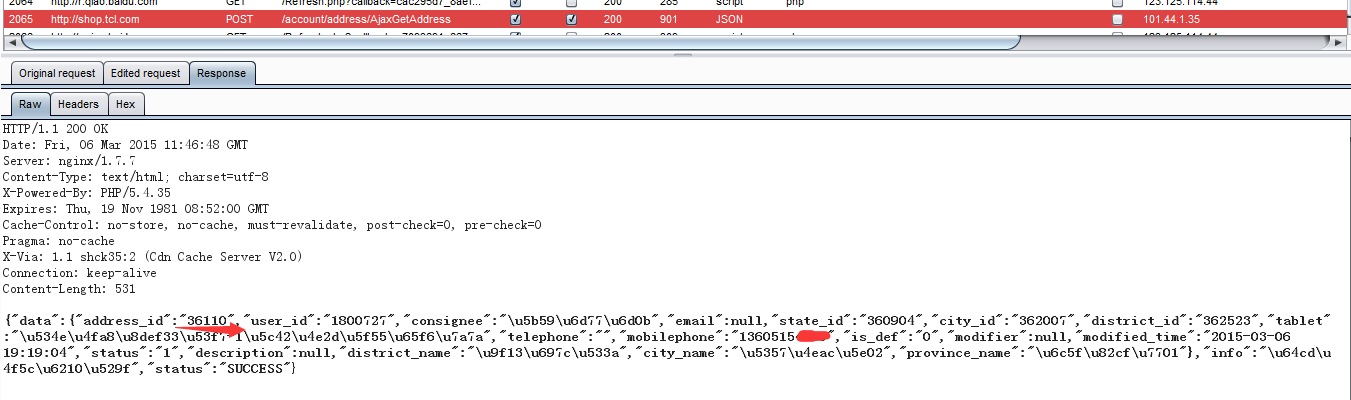 2064 http://r.qiao.baidu.com GET 200 285 script php 123.125.114.44
2065 http://shop.tcl.com POST /account/address/AjaxGetAddress 200 901 JSON 101.44.1.35
Original request Edited request Response
Raw Headers Hex
HTTP/1.1 200 OK
Date: Fri, 06 Mar 2015 11:46:48 GMT
Server: nginx/1.7.7
Content-Type: text/html; charset=utf-8
X-Powered-By: PHP/5.4.35
Expires: Thu, 19 Nov 1981 08:52:00 GMT
Cache-Control: no-store, no-cache, must-revalidate, post-check=0, pre-check=0
Pragma: no-cache
X-Via: 1.1 shck35:2 (Cdn Cache Server V2.0)
Connection: keep-alive
Content-Length: 531
{"data":{"address_id":"36110","user_id":"1800727","consignee":"\u5b59\u6d77\u6d0b","email":null,"state_id":"360904","city_id":"362007","district_id":"362523","tablet"
:"\u534e\u4fa8\u8def33\u53f7-1\u5c42\u4e2d\u5f55\u65f6\u7a7a","telephone":"","mobilephone":"1360515 ","is_def":"0","modifier":null,"modified_time":"2015-03-06
19:19:04","status":"1","description":null,"district_name":"\u9f13\u697c\u533a","city_name":"\u5357\u4eac\u5e02","province_name":"\u6c5f\u82cf\u7701"},"info":"\u64cd\u
4f5c\u6210\u529f","status":"SUCCESS"}